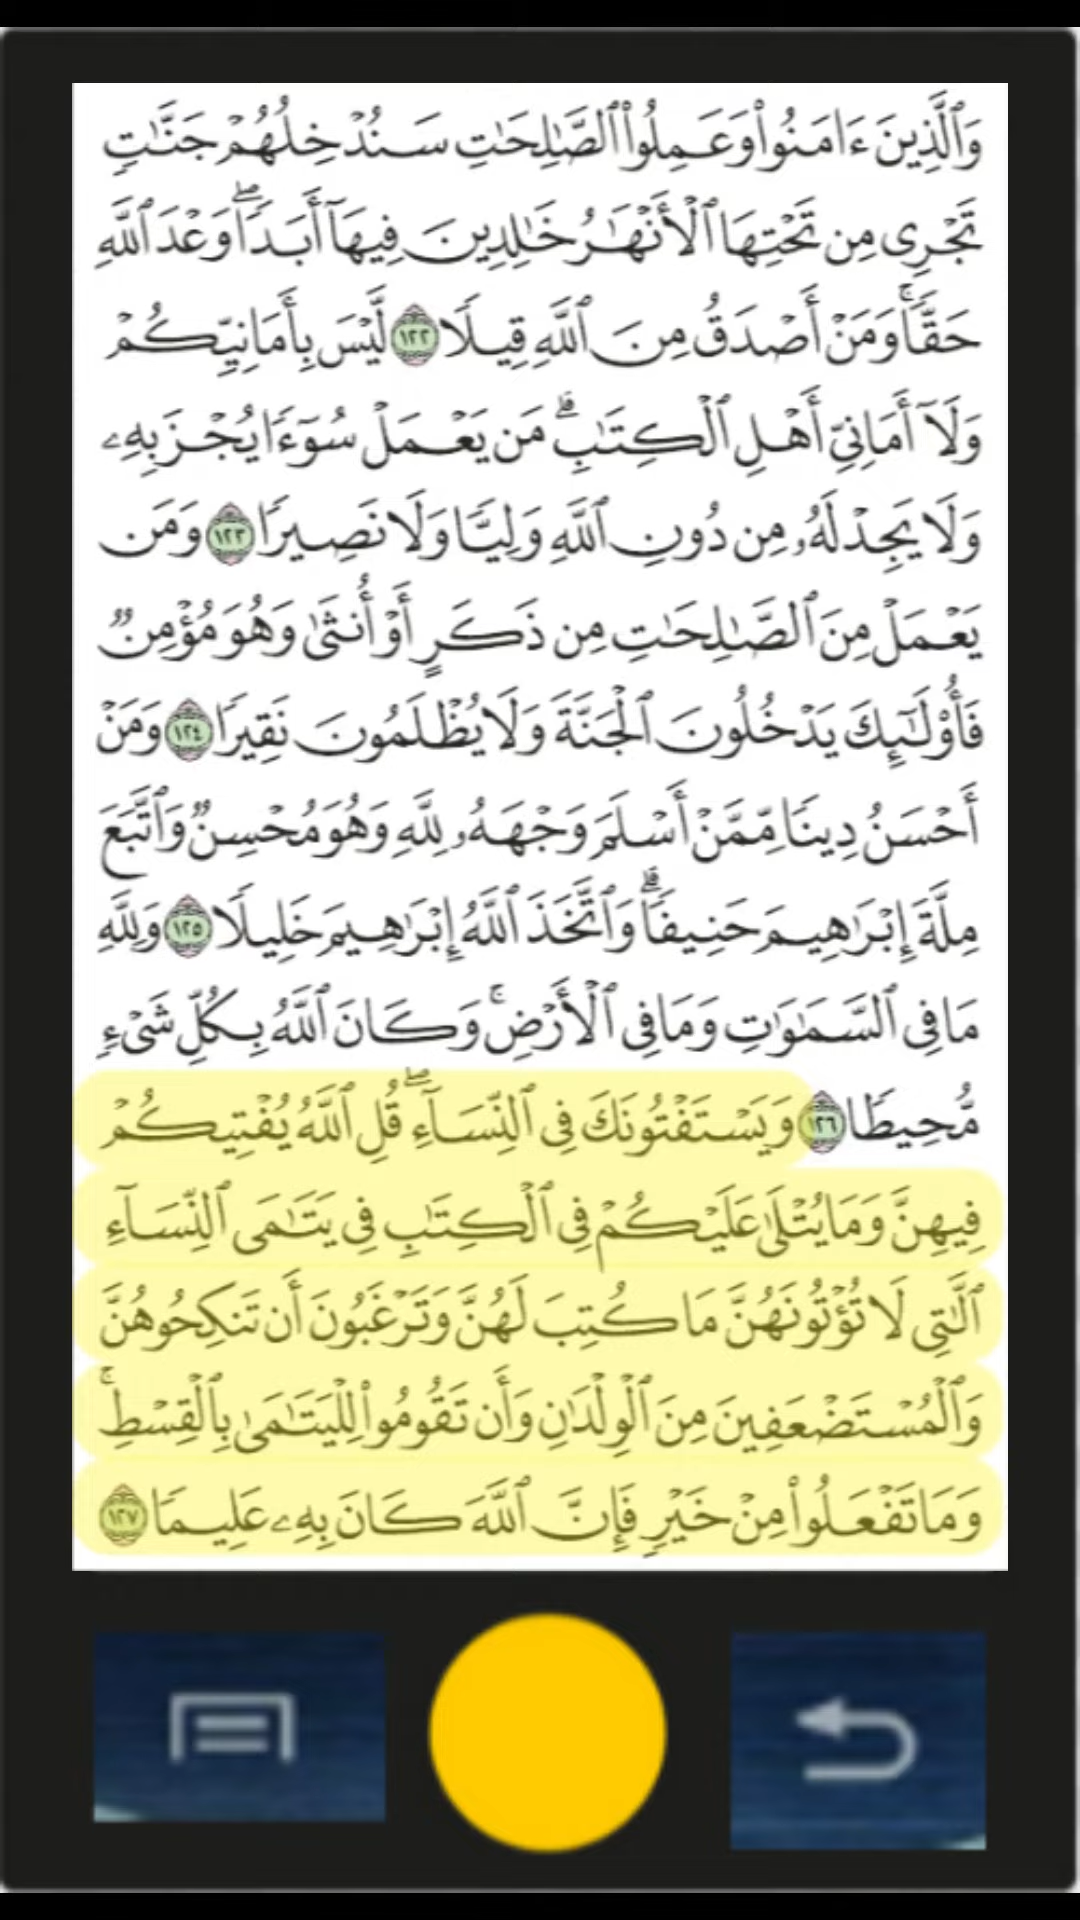 وَٱلَّذِينَ ءَامَنُوا۟ وَعَمِلُوا۟ ٱلصَّٰلِحَٰتِ سَنُدْخِلُهُمْ جَنَّٰتٍ
تَجْرِى مِن تَحْتِهَا ٱلْأَنْهَٰرُ خَٰلِدِينَ فِيهَآ أَبَدًا ۖ وَعْدَ ٱللَّهِ
حَقًّا ۚ وَمَنْ أَصْدَقُ مِنَ ٱللَّهِ قِيلًا ١٢٢ لَّيْسَ بِأَمَانِيِّكُمْ
وَلَآ أَمَانِىِّ أَهْلِ ٱلْكِتَٰبِ ۗ مَن يَعْمَلْ سُوٓءًا يُجْزَ بِهِۦ
وَلَا يَجِدْ لَهُۥ مِن دُونِ ٱللَّهِ وَلِيًّا وَلَا نَصِيرًا ١٢٣ وَمَن
يَعْمَلْ مِنَ ٱلصَّٰلِحَٰتِ مِن ذَكَرٍ أَوْ أُنثَىٰ وَهُوَ مُؤْمِنٌ
فَأُو۟لَٰٓئِكَ يَدْخُلُونَ ٱلْجَنَّةَ وَلَا يُظْلَمُونَ نَقِيرًا ١٢٤ وَمَنْ
أَحْسَنُ دِينًا مِّمَّنْ أَسْلَمَ وَجْهَهُۥ لِلَّهِ وَهُوَ مُحْسِنٌ وَٱتَّبَعَ
مِلَّةَ إِبْرَٰهِيمَ حَنِيفًا ۗ وَٱتَّخَذَ ٱللَّهُ إِبْرَٰهِيمَ خَلِيلًا ١٢٥ وَلِلَّهِ
مَا فِى ٱلسَّمَٰوَٰتِ وَمَا فِى ٱلْأَرْضِ ۚ وَكَانَ ٱللَّهُ بِكُلِّ شَىْءٍ
مُّحِيطًا ١٢٦ وَيَسْتَفْتُونَكَ فِى ٱلنِّسَآءِ ۖ قُلِ ٱللَّهُ يُفْتِيكُمْ
فِيهِنَّ وَمَا يُتْلَىٰ عَلَيْكُمْ فِى ٱلْكِتَٰبِ فِى يَتَٰمَى ٱلنِّسَآءِ
ٱلَّٰتِى لَا تُؤْتُونَهُنَّ مَا كُتِبَ لَهُنَّ وَتَرْغَبُونَ أَن تَنكِحُوهُنَّ
وَٱلْمُسْتَضْعَفِينَ مِنَ ٱلْوِلْدَٰنِ وَأَن تَقُومُوا۟ لِلْيَتَٰمَىٰ بِٱلْقِسْطِ ۚ
وَمَا تَفْعَلُوا۟ مِنْ خَيْرٍ فَإِنَّ ٱللَّهَ كَانَ بِهِۦ عَلِيمًا ١٢٧